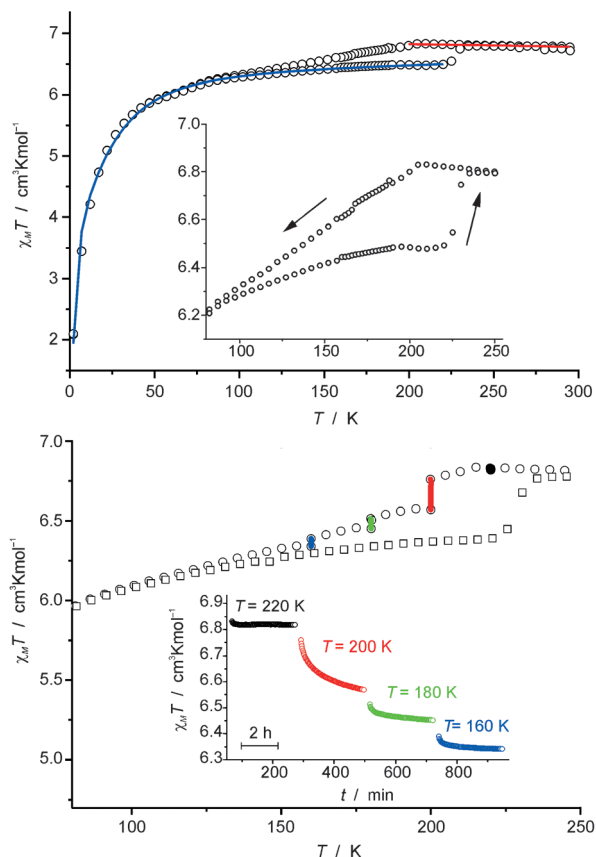 7
6
5
4
3
2
χMT / cm³Kmol⁻¹
7.0
6.8
6.6
6.4
6.2
100 150 200 250
0 50 100 150 200 250 300
T / K
7.0
6.5
6.0
5.5
5.0
χMT / cm³Kmol⁻¹
6.9
6.8
6.7
6.6
6.5
6.4
6.3
χMT / cm³Kmol⁻¹
T = 220 K
T = 200 K
T = 180 K
T= 160 K
2 h
200 400 600 800
t / min
100 150 200 250
T / K